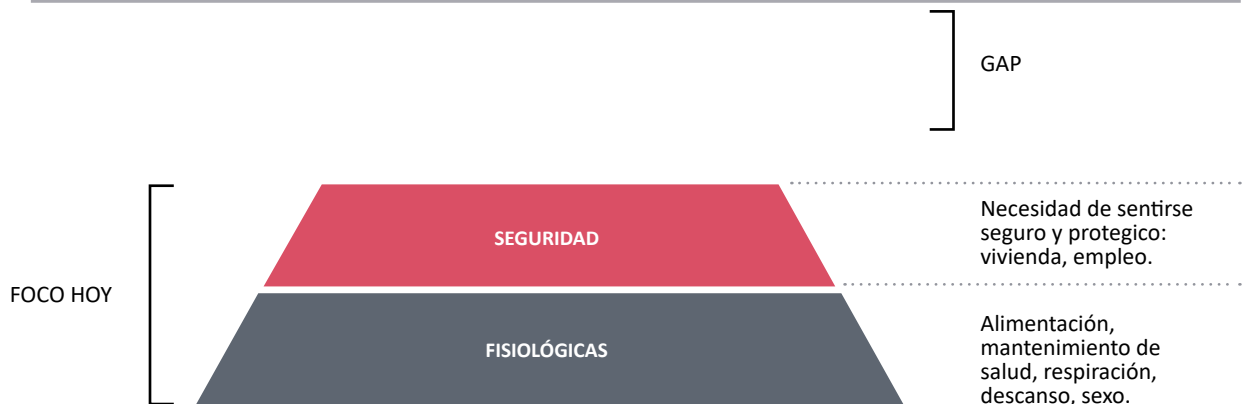 GAP
SEGURIDAD
Necesidad de sentirse
seguro y protegico:
vivienda, empleo.
FOCO HOY
FISIOLÓGICAS
Alimentación,
mantenimiento de
salud, respiración,
descanso, sexo.